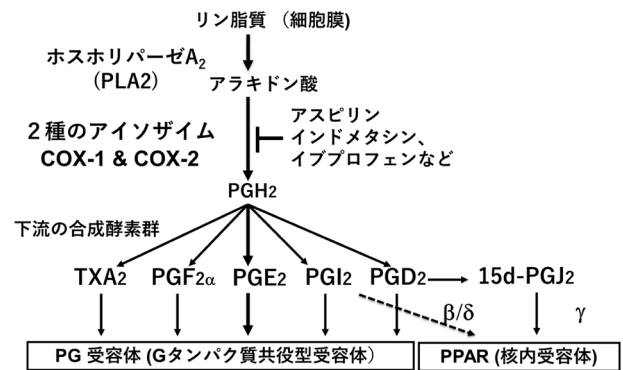 リン脂質 (細胞膜)
ホスホリパーゼA2
(PLA2)
アラキドン酸
アスピリン
インドメタシン、
イブプロフェンなど
2種のアイソザイム
COX-1 & COX-2
PGH2
下流の合成酵素群
TXA2 PGF2α PGE2 PGI2 PGD2 15d-PGJ2
β/δ γ
PG 受容体 (Gタンパク質共役型受容体) PPAR (核内受容体)